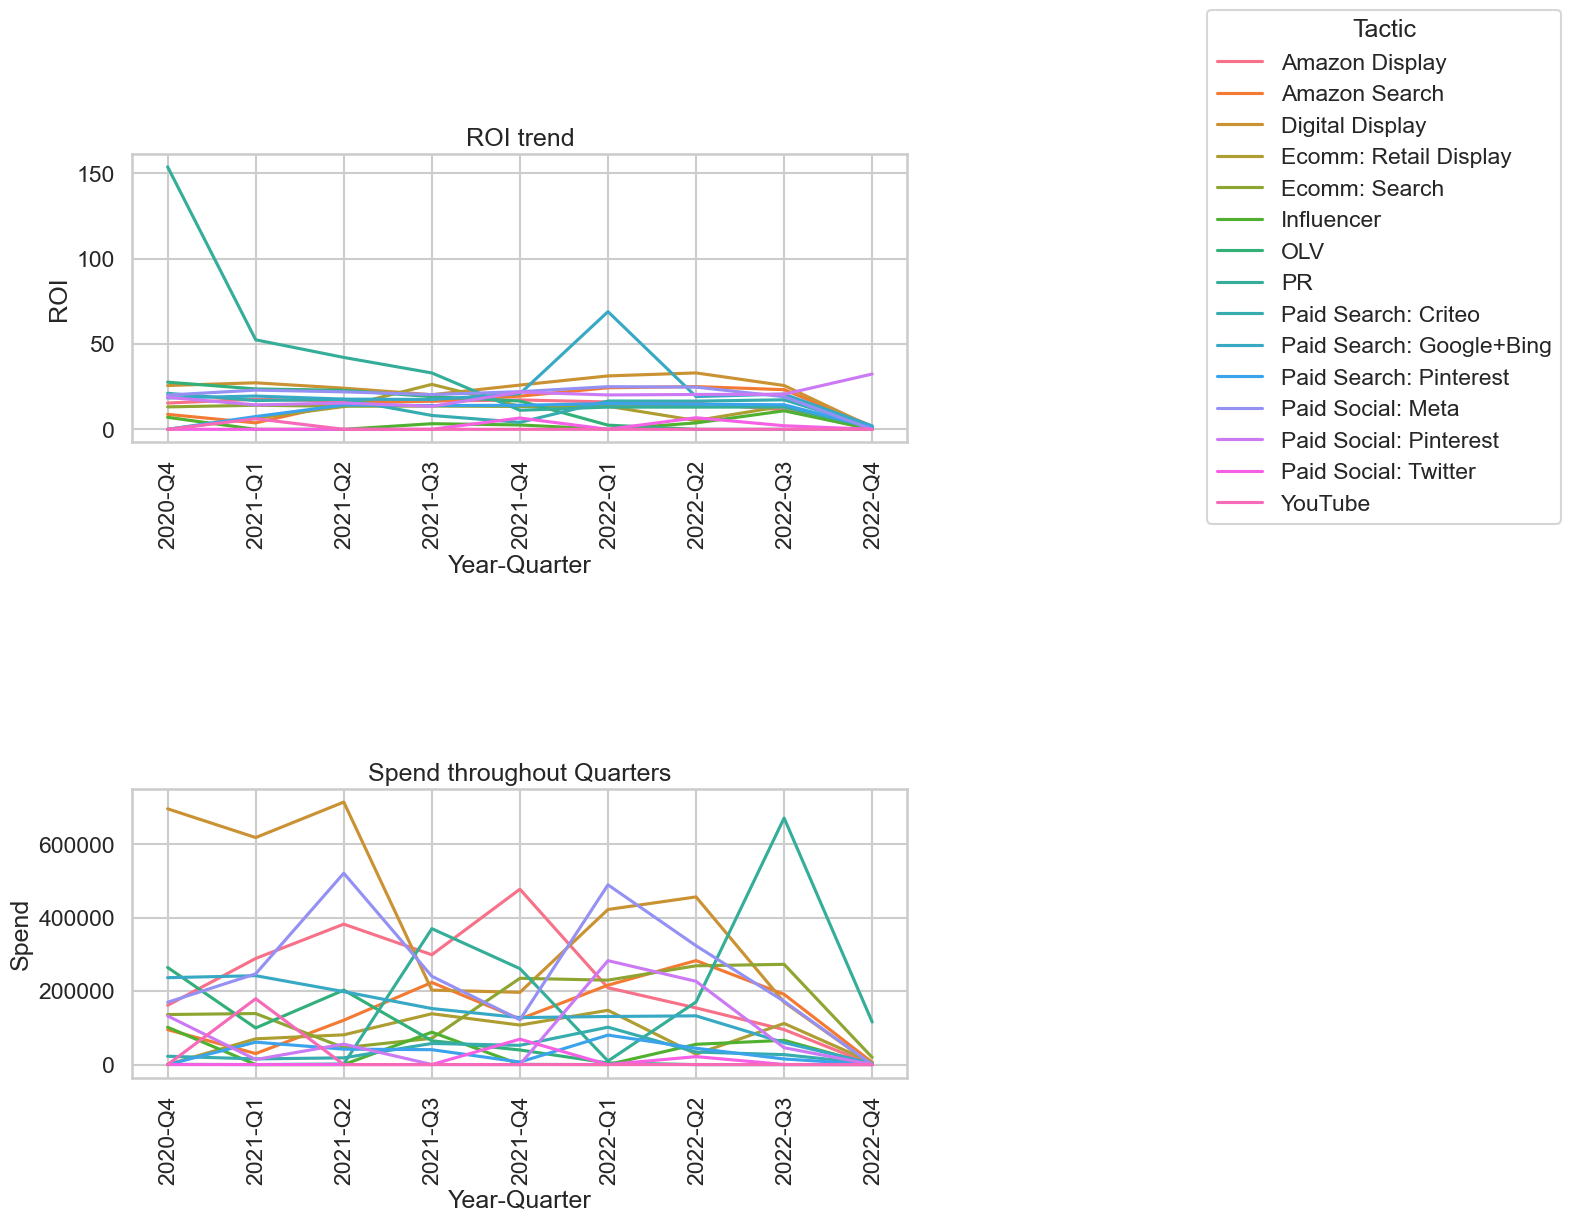 Tactic
Amazon Display
Amazon Search
Digital Display
Ecomm: Retail Display
Ecomm: Search
Influencer
OLV
PR
Paid Search: Criteo
Paid Search: Google+Bing
Paid Search: Pinterest
Paid Social: Meta
Paid Social: Pinterest
Paid Social: Twitter
YouTube
ROI trend
150
100
50
0
ROI
2020-Q4
2021-Q1
2021-Q2
2021-Q3
2021-Q4
2022-Q1
2022-Q2
2022-Q3
2022-Q4
Year-Quarter
Spend throughout Quarters
600000
400000
200000
0
Spend
2020-Q4
2021-Q1
2021-Q2
2021-Q3
2021-Q4
2022-Q1
2022-Q2
2022-Q3
2022-Q4
Year-Quarter